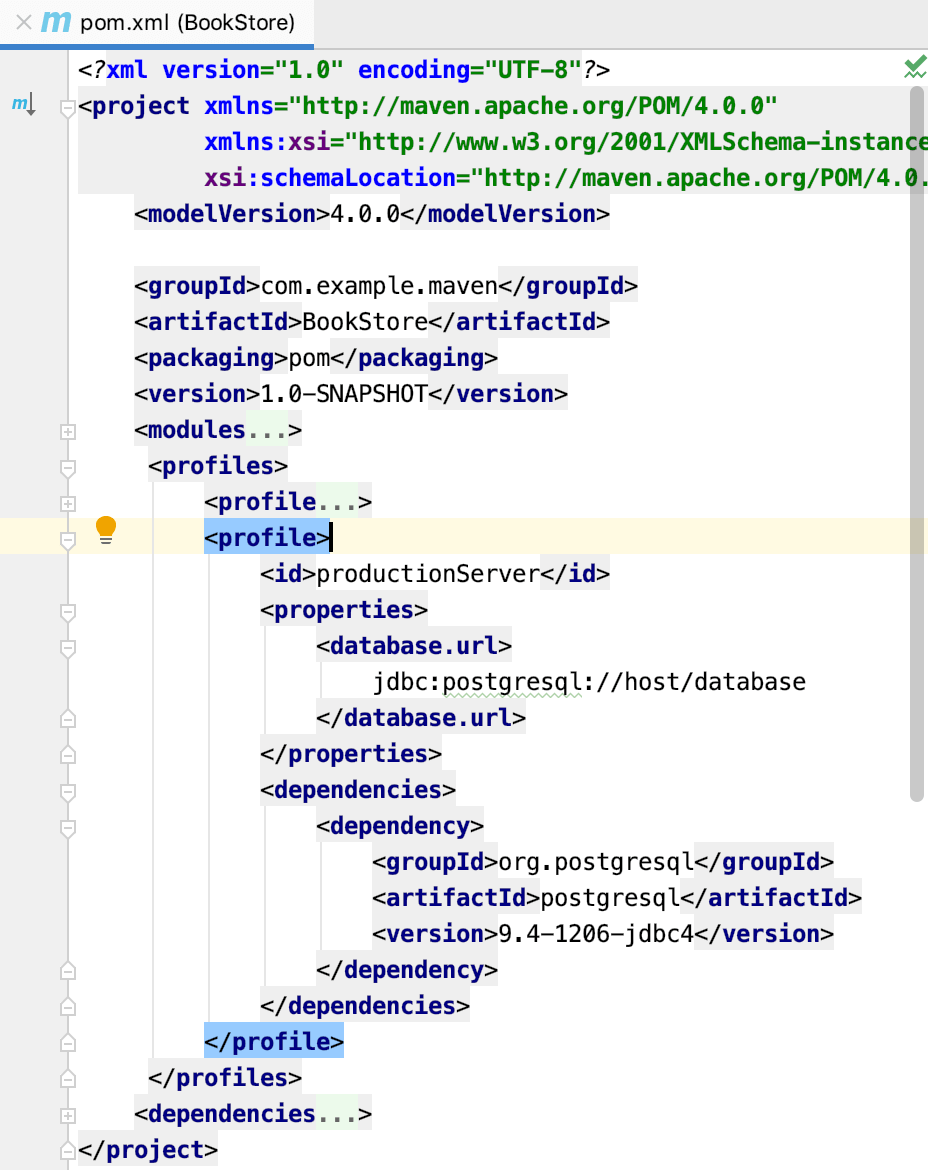 m pom.xml (BookStore)
<?xml version="1.0" encoding="UTF-8"?>
m <project xmlns="http://maven.apache.org/POM/4.0.0"
xmlns:xsi="http://www.w3.org/2001/XMLSchema-instance
xsi:schemaLocation="http://maven.apache.org/POM/4.0.
<modelVersion>4.0.0</modelVersion>
<groupId>com.example.maven</groupId>
<artifactId>BookStore</artifactId>
<packaging>pom</packaging>
<version>1.0-SNAPSHOT</version>
<modules...>
<profiles>
<profile...>
<profile>
<id>productionServer</id>
<properties>
<database.url>
jdbc:postgresql://host/database
</database.url>
</properties>
<dependencies>
<dependency>
<groupId>org.postgresql</groupId>
<artifactId>postgresql</artifactId>
<version>9.4-1206-jdbc4</version>
</dependency>
</dependencies>
</profile>
</profiles>
<dependencies...>
</project>